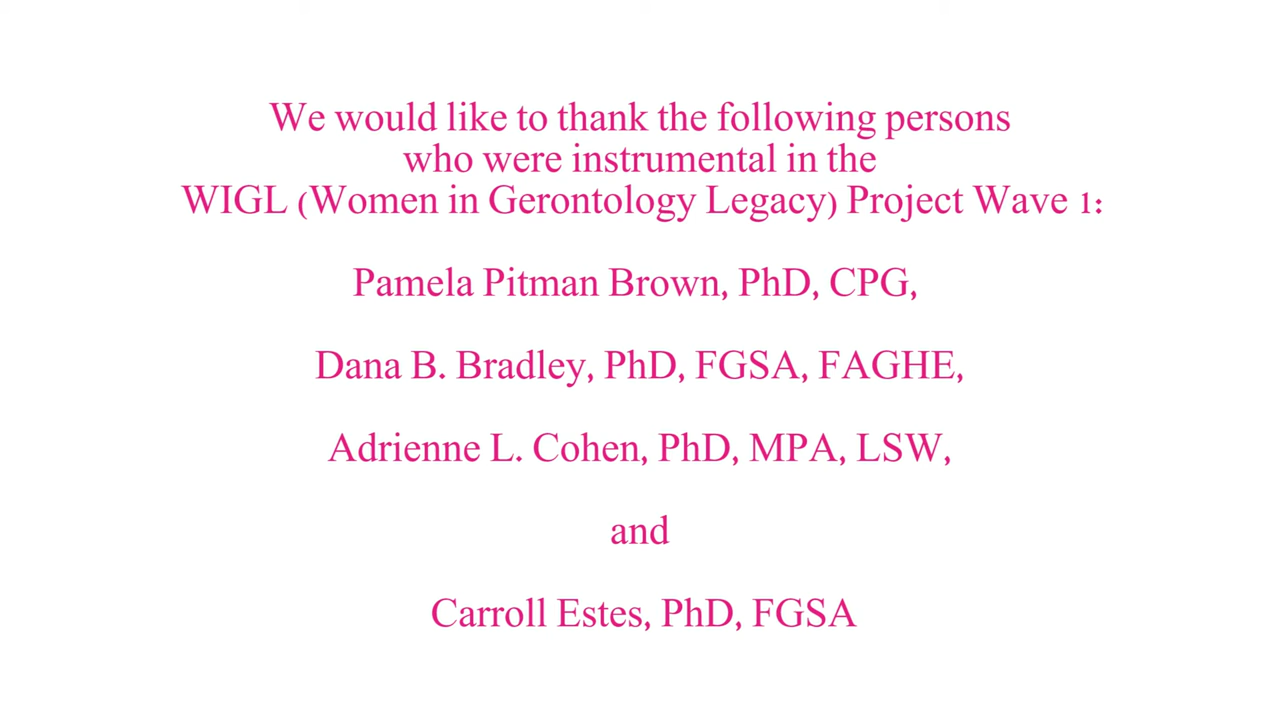 We would like to thank the following persons
who were instrumental in the
WIGL (Women in Gerontology Legacy) Project Wave 1:
Pamela Pitman Brown, PhD, CPG,
Dana B. Bradley, PhD, FGSA, FAGHE,
Adrienne L. Cohen, PhD, MPA, LSW,
and
Carroll Estes, PhD, FGSA